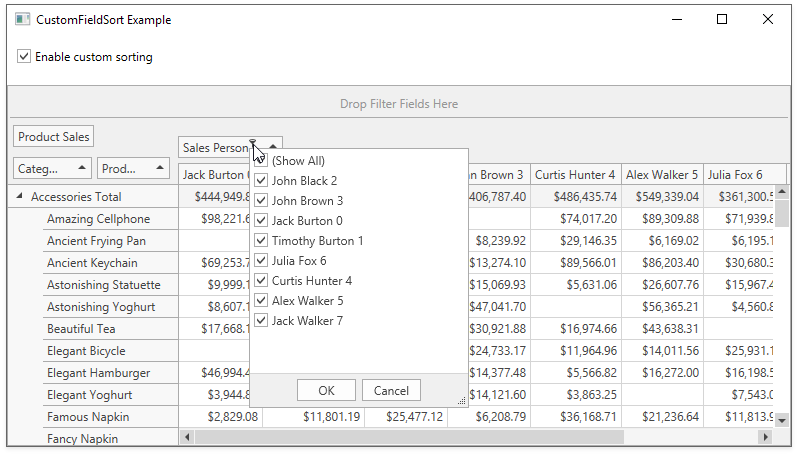 CustomFieldSort Example
Enable custom sorting
Drop Filter Fields Here
Product Sales
Sales Person
Categ... Prod...
Jack Burton 0 n Brown 3 Curtis Hunter 4 Alex Walker 5 Julia Fox 6
(Show All)
John Black 2
John Brown 3
Jack Burton 0
Timothy Burton 1
Julia Fox 6
Curtis Hunter 4
Alex Walker 5
Jack Walker 7
OK Cancel
Accessories Total $444,949.8 406,787.40 $486,435.74 $549,339.04 $361,300.5
Amazing Cellphone $98,221.6 $74,017.20 $89,309.88 $71,939.8
Ancient Frying Pan $8,239.92 $29,146.35 $6,169.02 $6,195.1
Ancient Keychain $69,253.7 $13,274.10 $89,566.01 $86,203.40 $30,680.3
Astonishing Statuette $9,999.1 $15,069.93 $5,631.06 $26,607.76 $15,967.4
Astonishing Yoghurt $8,607.1 $47,041.70 $56,365.21 $4,560.8
Beautiful Tea $17,668.1 $30,921.88 $16,974.66 $43,638.31
Elegant Bicycle $24,733.17 $11,964.96 $14,011.56 $25,931.1
Elegant Hamburger $46,994.4 $14,377.48 $5,566.82 $16,272.00 $16,198.5
Elegant Yoghurt $3,944.8 $14,121.60 $3,863.25 $7,543.0
Famous Napkin $2,829.08 $11,801.19 $25,477.12 $6,208.79 $36,168.71 $21,236.64 $11,813.9
Fancy Napkin